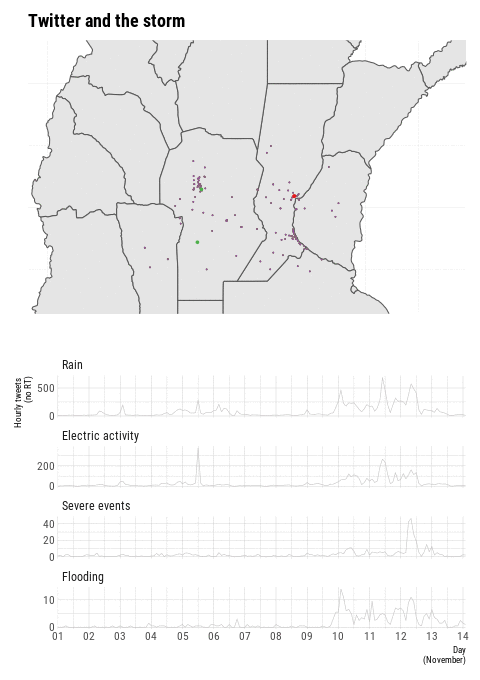 Twitter and the storm
Rain
Hourly tweets
(no RT)
500
0
Electric activity
200
0
Severe events
40
20
0
Flooding
10
0
01 02 03 04 05 06 07 08 09 10 11 12 13 14
Day
(November)